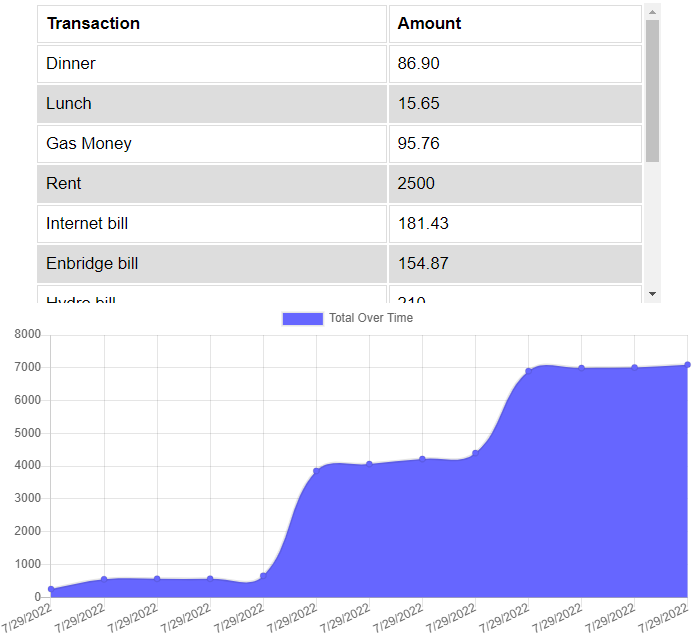 Transaction Amount
Dinner 86.90
Lunch 15.65
Gas Money 95.76
Rent 2500
Internet bill 181.43
Enbridge bill 154.87
Hydro bill 210
Total Over Time
8000
7000
6000
5000
4000
3000
2000
1000
0
7/29/2022 7/29/2022 7/29/2022 7/29/2022 7/29/2022 7/29/2022 7/29/2022 7/29/2022 7/29/2022 7/29/2022 7/29/2022 7/29/2022 7/29/2022